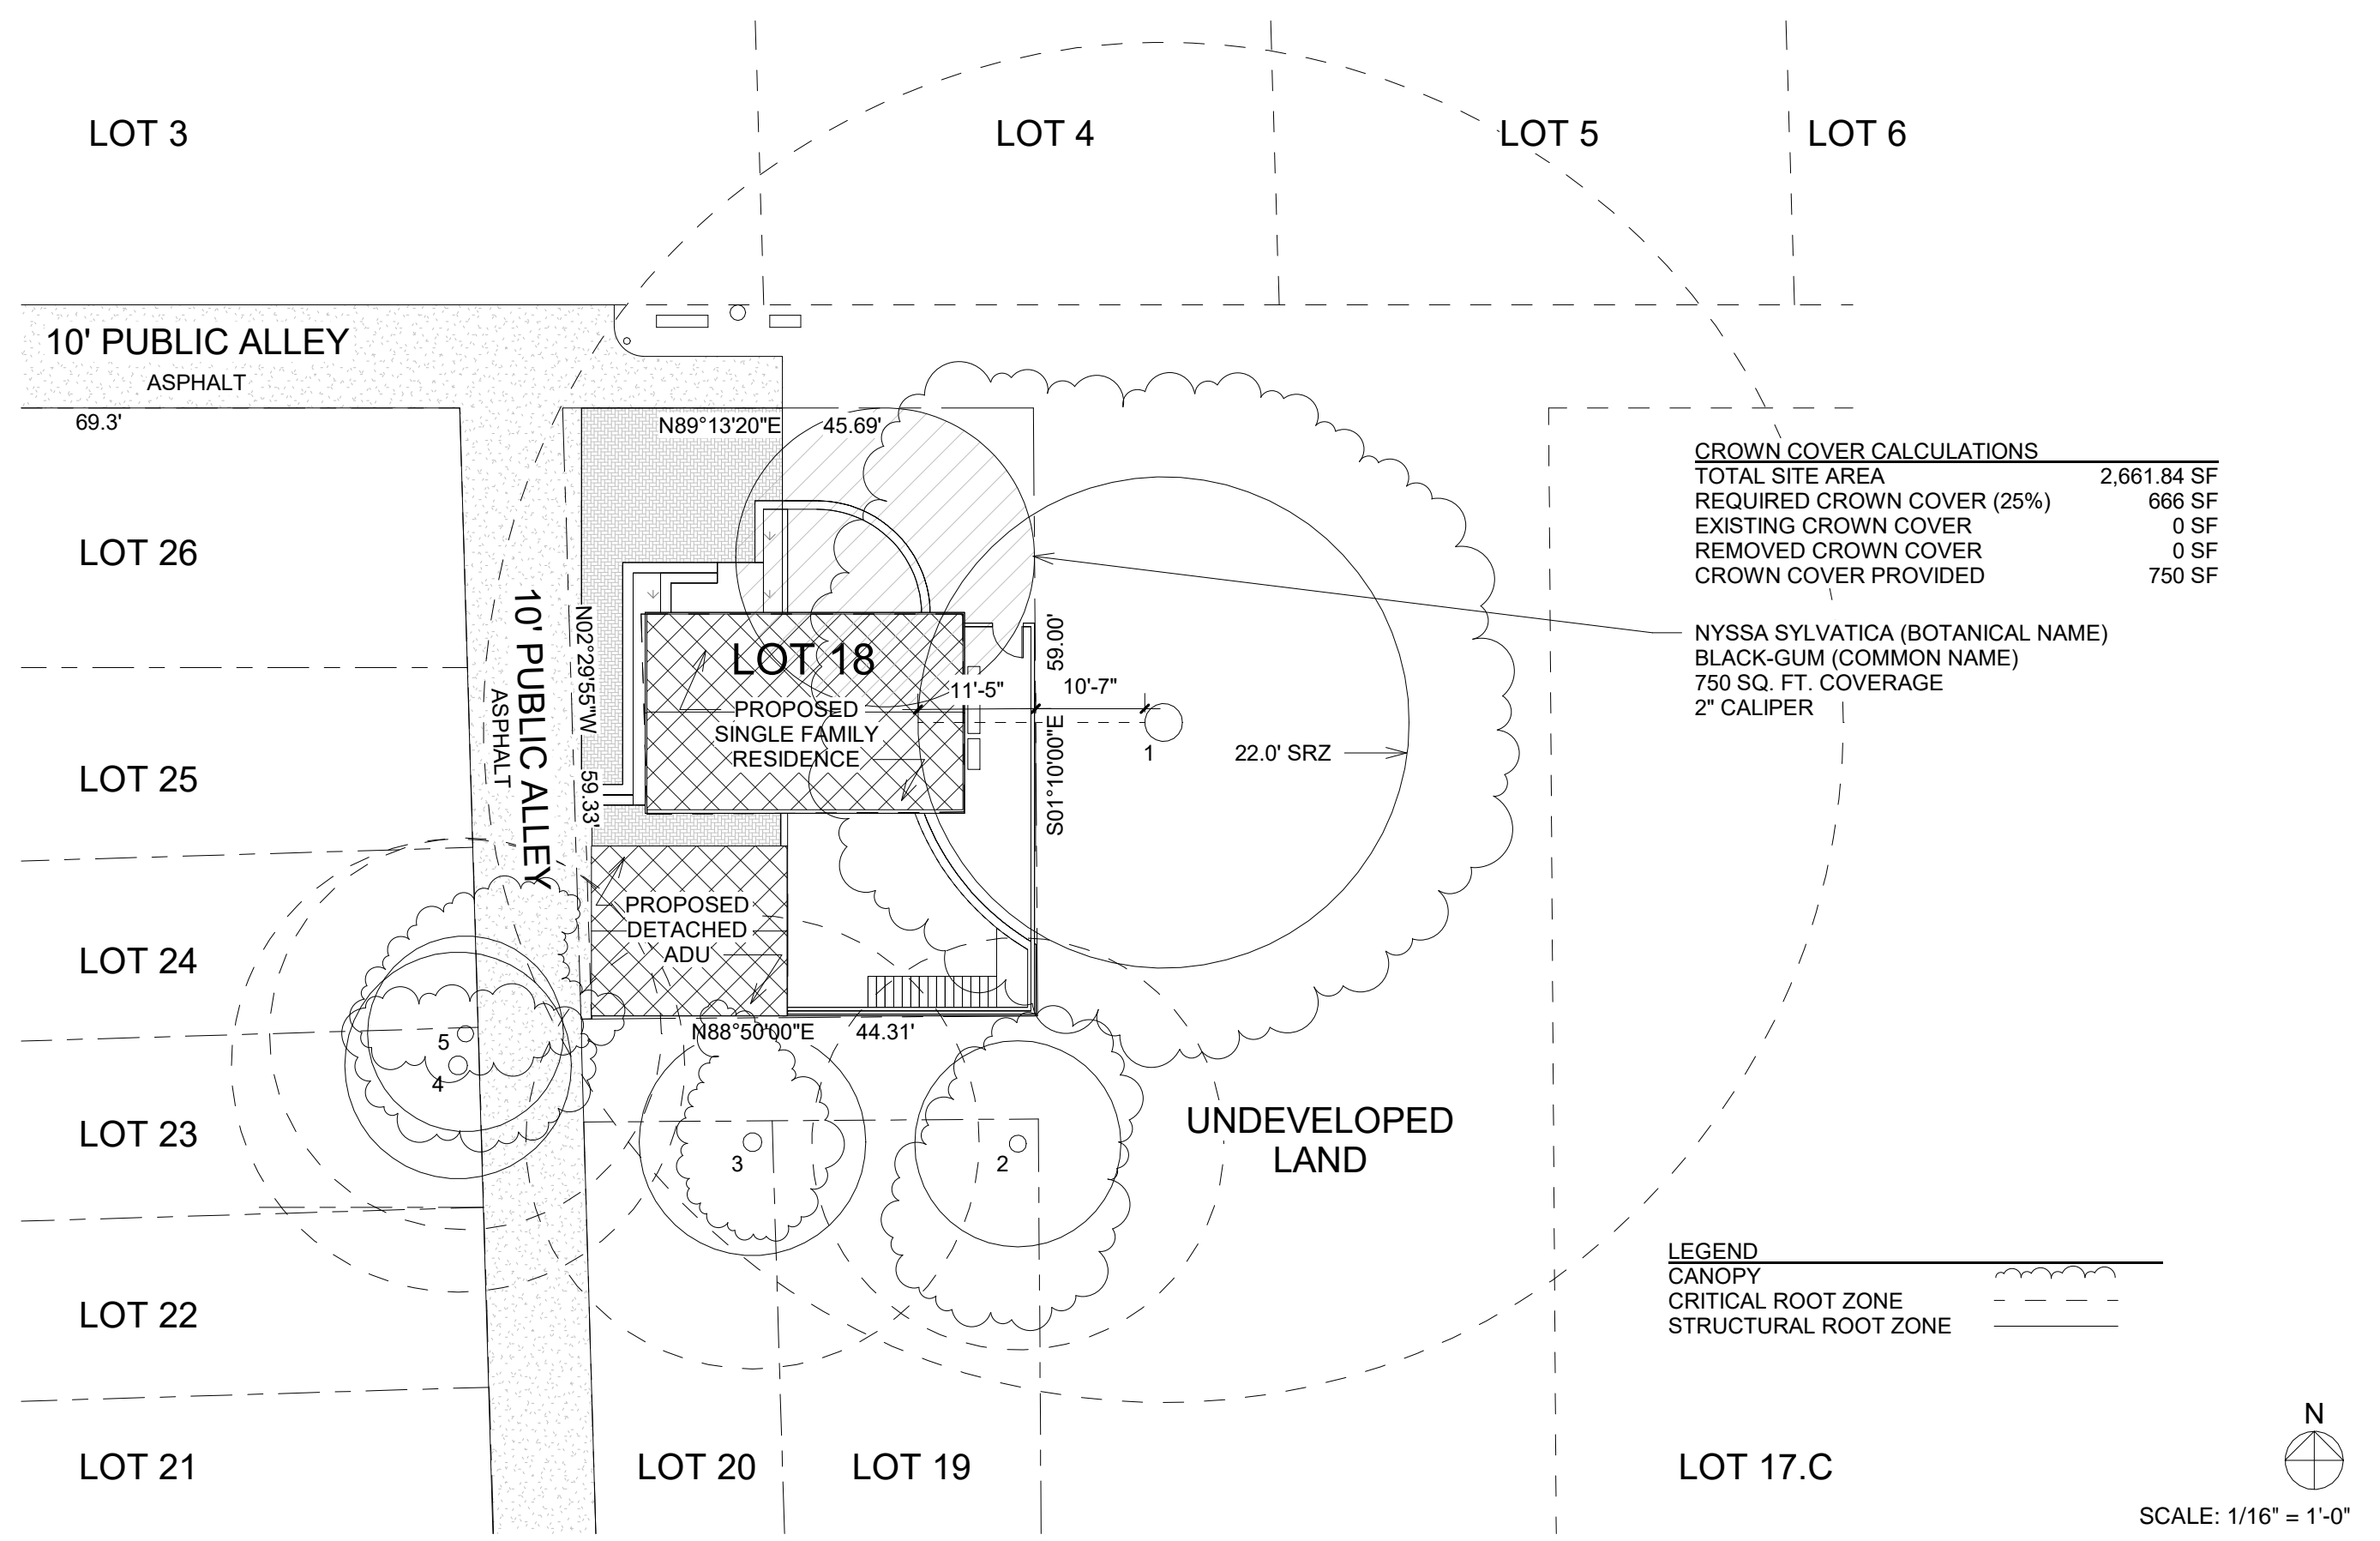 LOT 3
LOT 4
LOT 5
LOT 6
10' PUBLIC ALLEY
ASPHALT
69.3'
N89°13'20"E
45.69'
CROWN COVER CALCULATIONS
TOTAL SITE AREA 2,661.84 SF
REQUIRED CROWN COVER (25%) 666 SF
EXISTING CROWN COVER 0 SF
REMOVED CROWN COVER 0 SF
CROWN COVER PROVIDED 750 SF
NYSSA SYLVATICA (BOTANICAL NAME)
BLACK-GUM (COMMON NAME)
750 SQ. FT. COVERAGE
2" CALIPER
LOT 26
10' PUBLIC ALLEY
ASPHALT
N02°29'55"W
59.33'
LOT 18
PROPOSED
SINGLE FAMILY
RESIDENCE
59.00'
S01°10'00"E
11'-5"
10'-7"
1
22.0' SRZ
LOT 25
PROPOSED
DETACHED
ADU
LOT 24
N88°50'00"E
44.31'
5
4
LOT 23
3
2
UNDEVELOPED
LAND
LEGEND
CANOPY
CRITICAL ROOT ZONE
STRUCTURAL ROOT ZONE
LOT 22
LOT 21
LOT 20
LOT 19
LOT 17.C
N
SCALE: 1/16" = 1'-0"